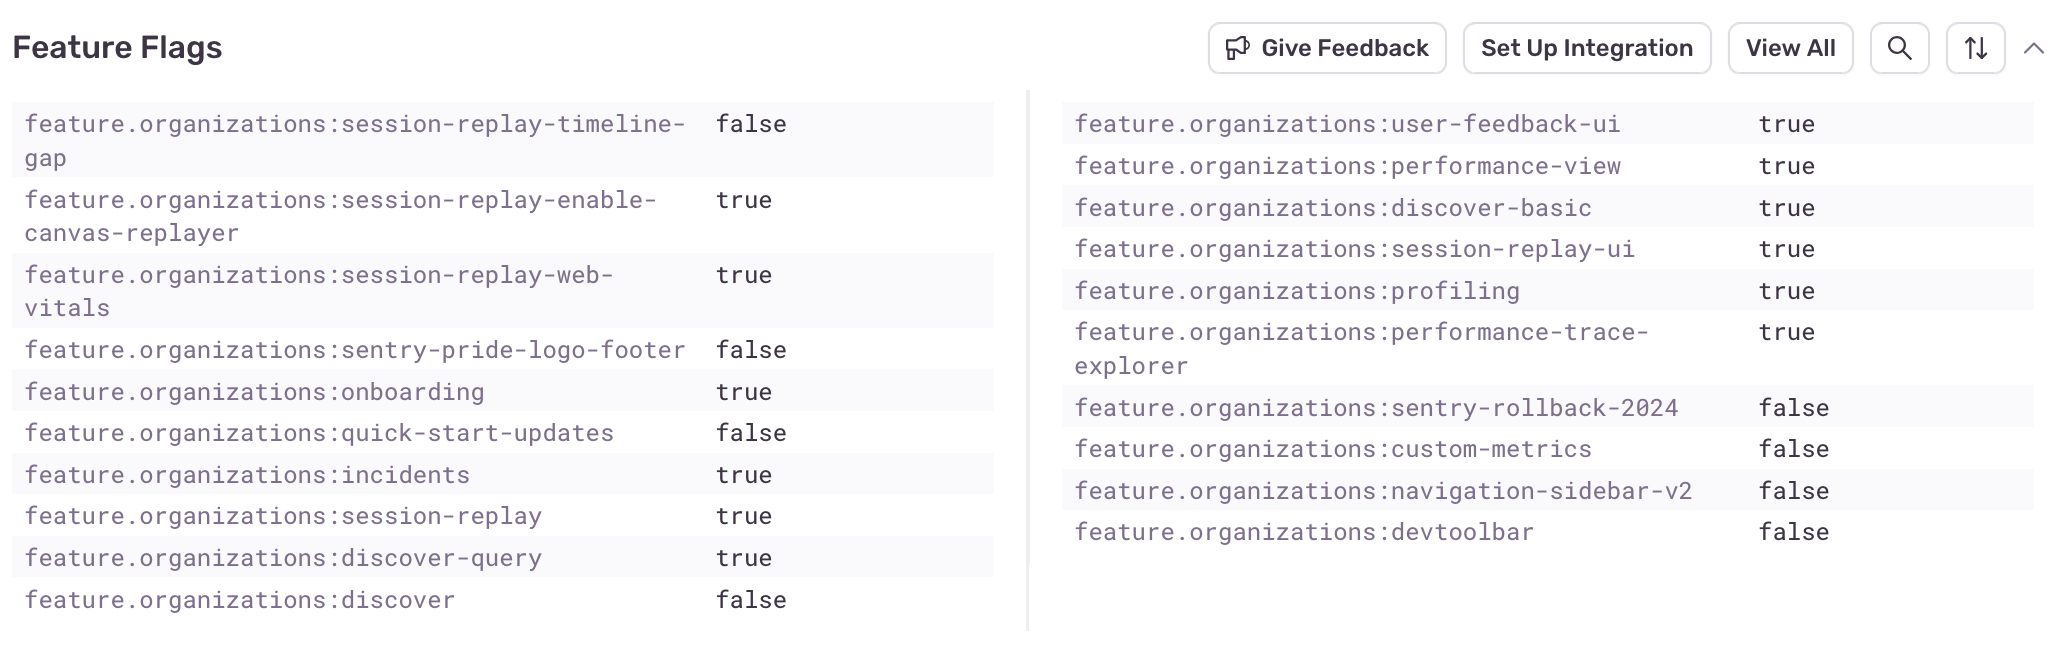 Feature Flags
Give Feedback
Set Up Integration
View All
feature.organizations:session-replay-timeline- false
gap
feature.organizations:session-replay-enable- true
canvas-replayer
feature.organizations:session-replay-web- true
vitals
feature.organizations:sentry-pride-logo-footer false
feature.organizations:onboarding true
feature.organizations:quick-start-updates false
feature.organizations:incidents true
feature.organizations:session-replay true
feature.organizations:discover-query true
feature.organizations:discover false
feature.organizations:user-feedback-ui true
feature.organizations:performance-view true
feature.organizations:discover-basic true
feature.organizations:session-replay-ui true
feature.organizations:profiling true
feature.organizations:performance-trace- true
explorer
feature.organizations:sentry-rollback-2024 false
feature.organizations:custom-metrics false
feature.organizations:navigation-sidebar-v2 false
feature.organizations:devtoolbar false